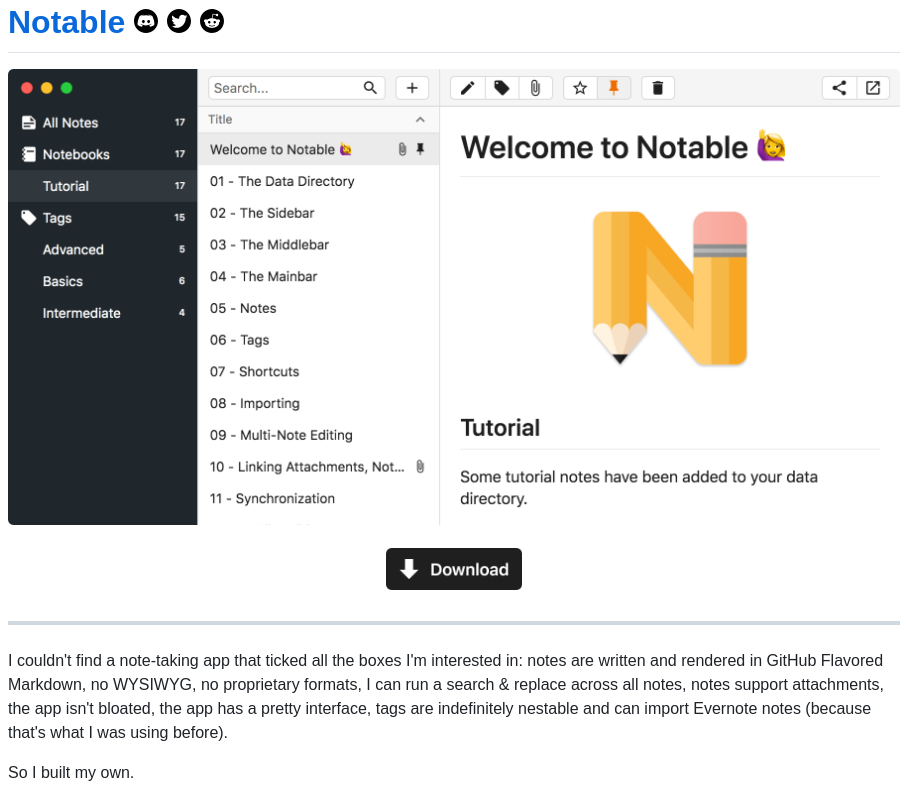 Notable
Search...
All Notes 17
Notebooks 17
Tutorial 17
Tags 15
Advanced 5
Basics 6
Intermediate 4
Title
Welcome to Notable 🙋
01 - The Data Directory
02 - The Sidebar
03 - The Middlebar
04 - The Mainbar
05 - Notes
06 - Tags
07 - Shortcuts
08 - Importing
09 - Multi-Note Editing
10 - Linking Attachments, Not...
11 - Synchronization
Welcome to Notable 🙋
Tutorial
Some tutorial notes have been added to your data
directory.
Download
I couldn't find a note-taking app that ticked all the boxes I'm interested in: notes are written and rendered in GitHub Flavored
Markdown, no WYSIWYG, no proprietary formats, I can run a search & replace across all notes, notes support attachments,
the app isn't bloated, the app has a pretty interface, tags are indefinitely nestable and can import Evernote notes (because
that's what I was using before).
So I built my own.